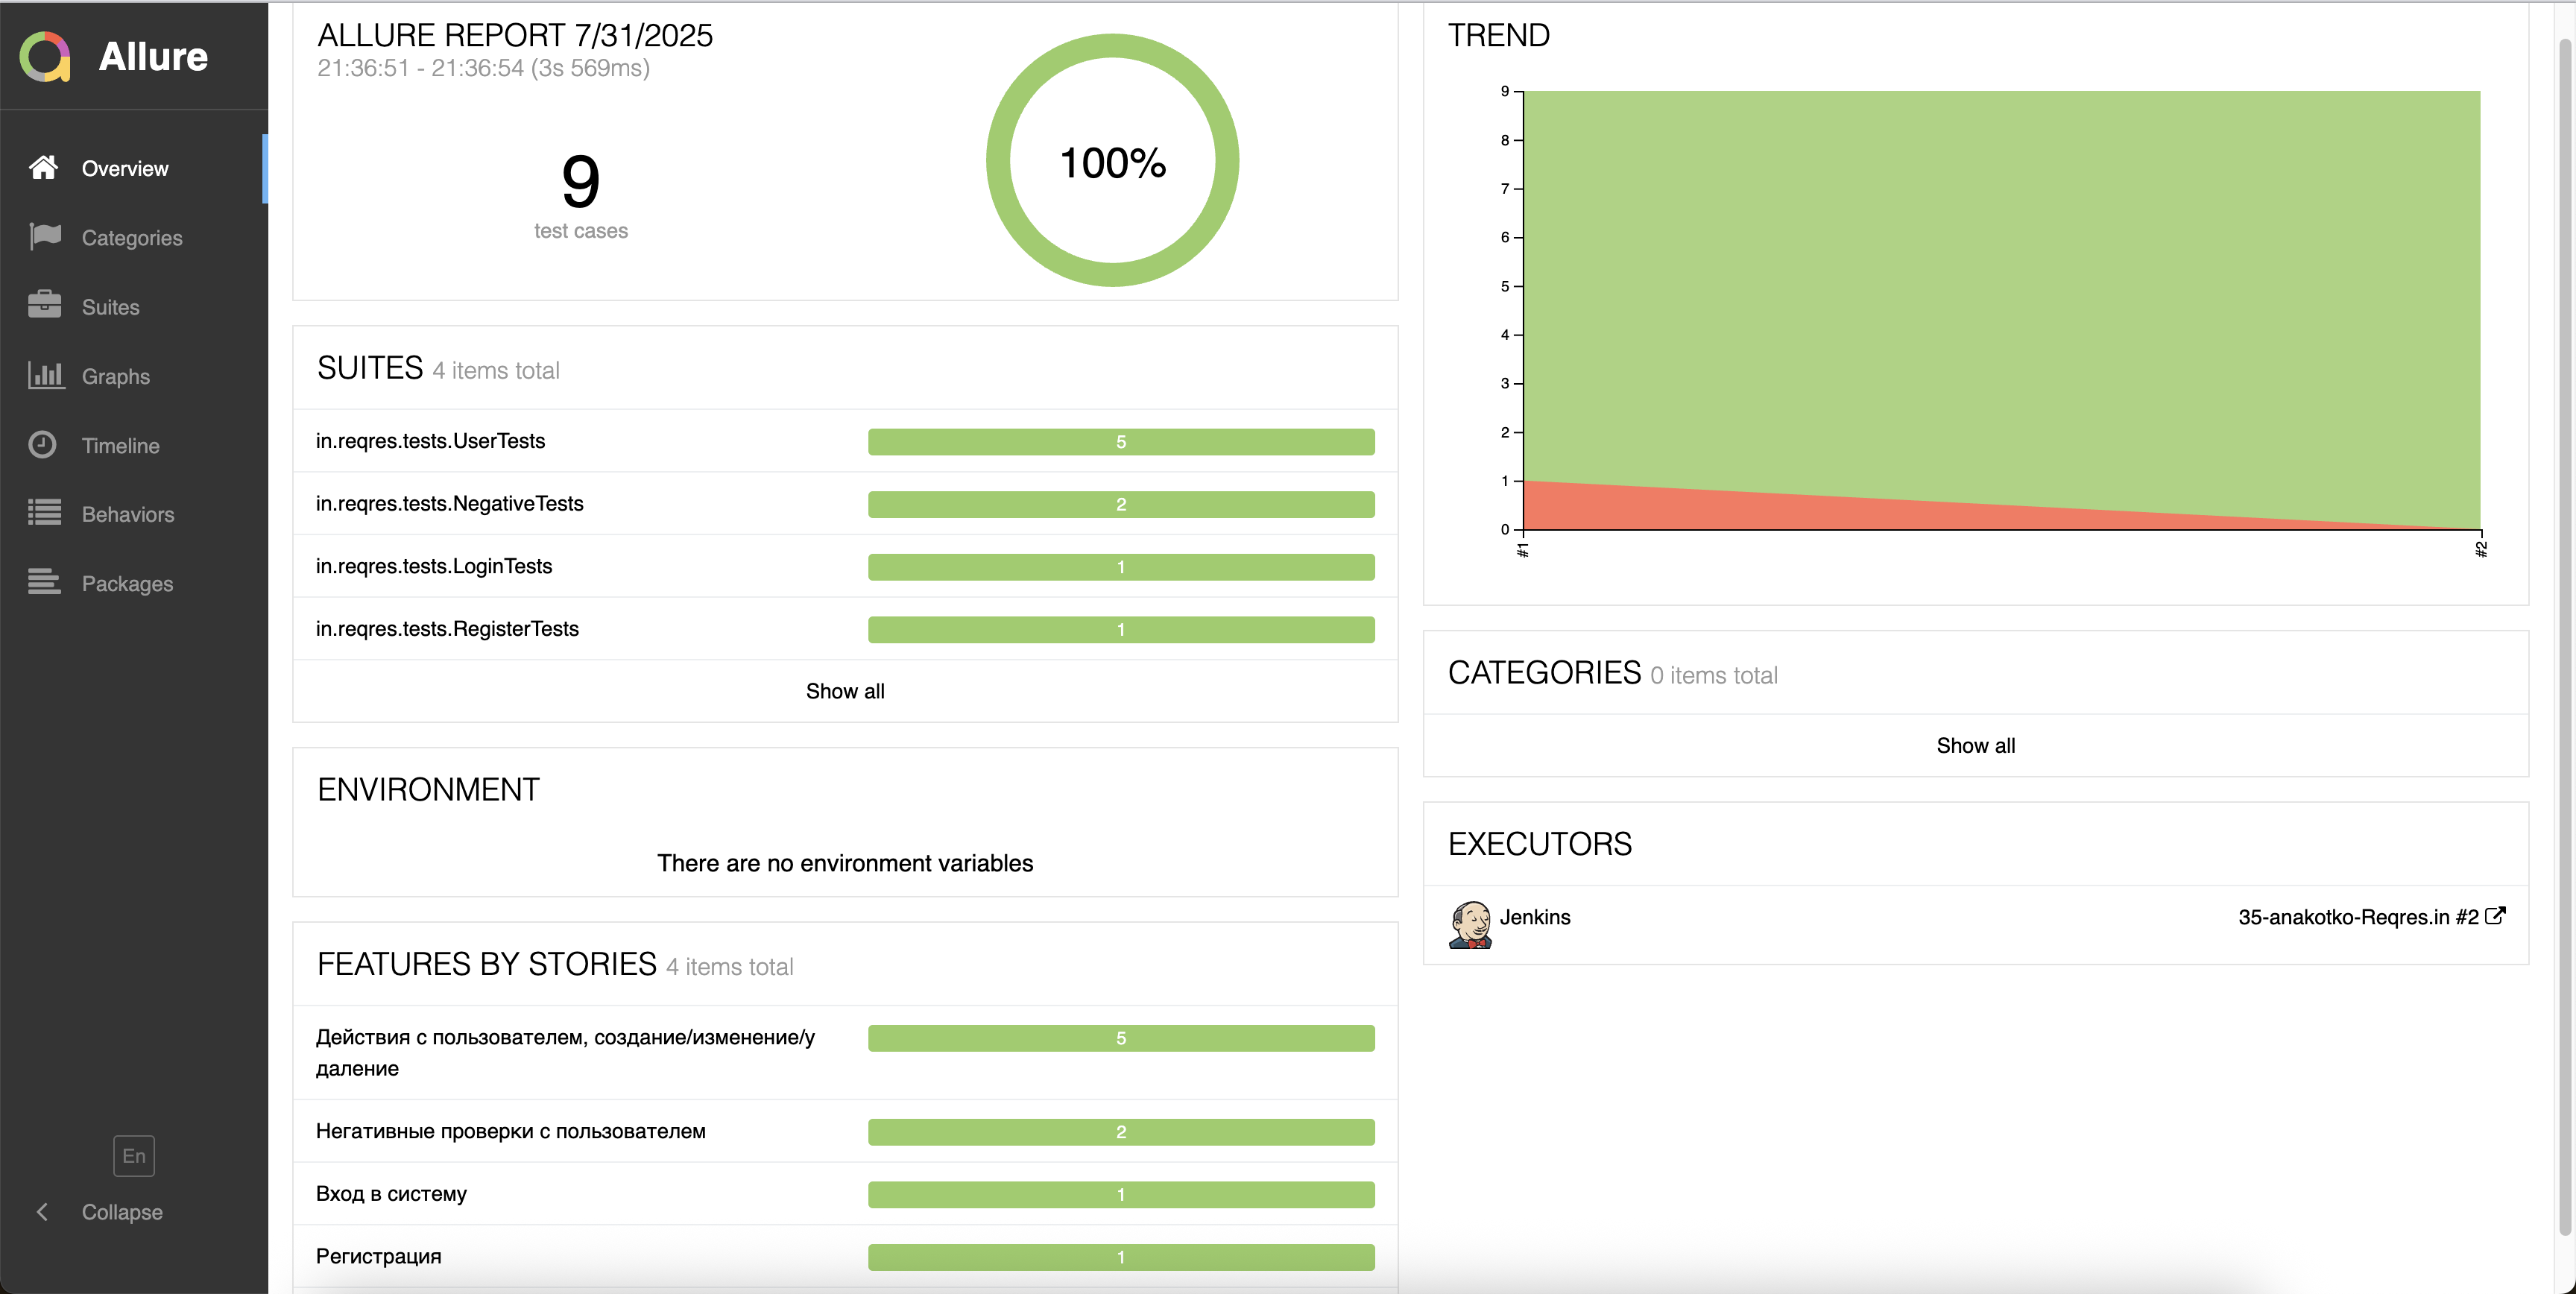 Allure
Overview
Categories
Suites
Graphs
Timeline
Behaviors
Packages
En
Collapse
ALLURE REPORT 7/31/2025
21:36:51 - 21:36:54 (3s 569ms)
9
test cases
100%
SUITES 4 items total
in.reqres.tests.UserTests 5
in.reqres.tests.NegativeTests 2
in.reqres.tests.LoginTests 1
in.reqres.tests.RegisterTests 1
Show all
ENVIRONMENT
There are no environment variables
FEATURES BY STORIES 4 items total
Действия с пользователем, создание/изменение/у 5
даление
Негативные проверки с пользователем 2
Вход в систему 1
Регистрация 1
TREND
9
8
7
6
5
4
3
2
1
0
#1 #2
CATEGORIES 0 items total
Show all
EXECUTORS
Jenkins 35-anakotko-Reqres.in #2